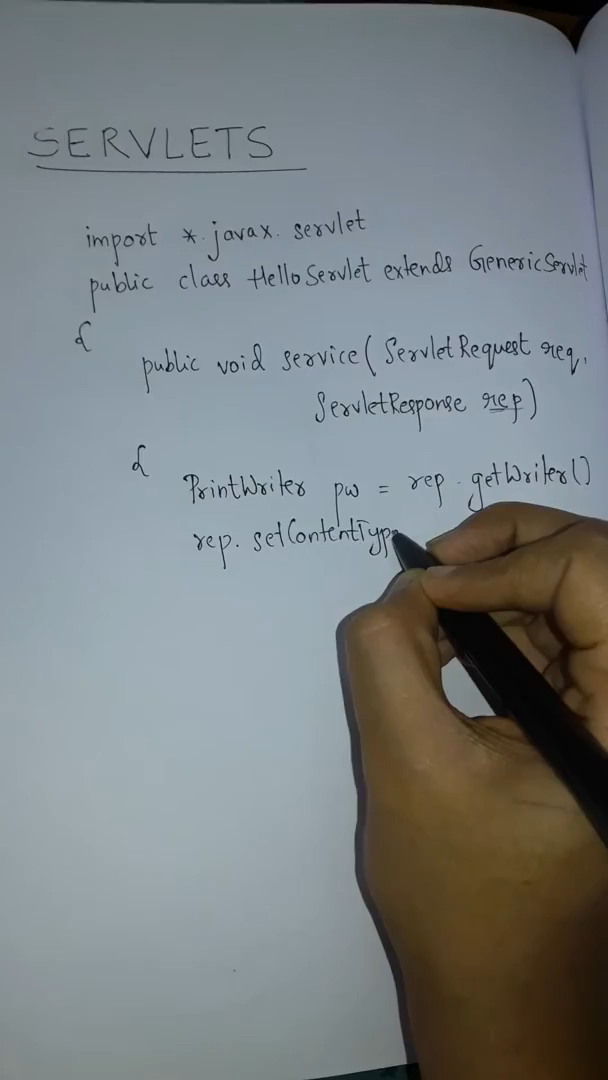 SERVLETS
import *.javax.servlet
public class HelloServlet extends GenericServlet
{
public void service(ServletRequest req,
ServletResponse rep)
{
PrintWriter pw = rep.getWriter()
rep.setContentType